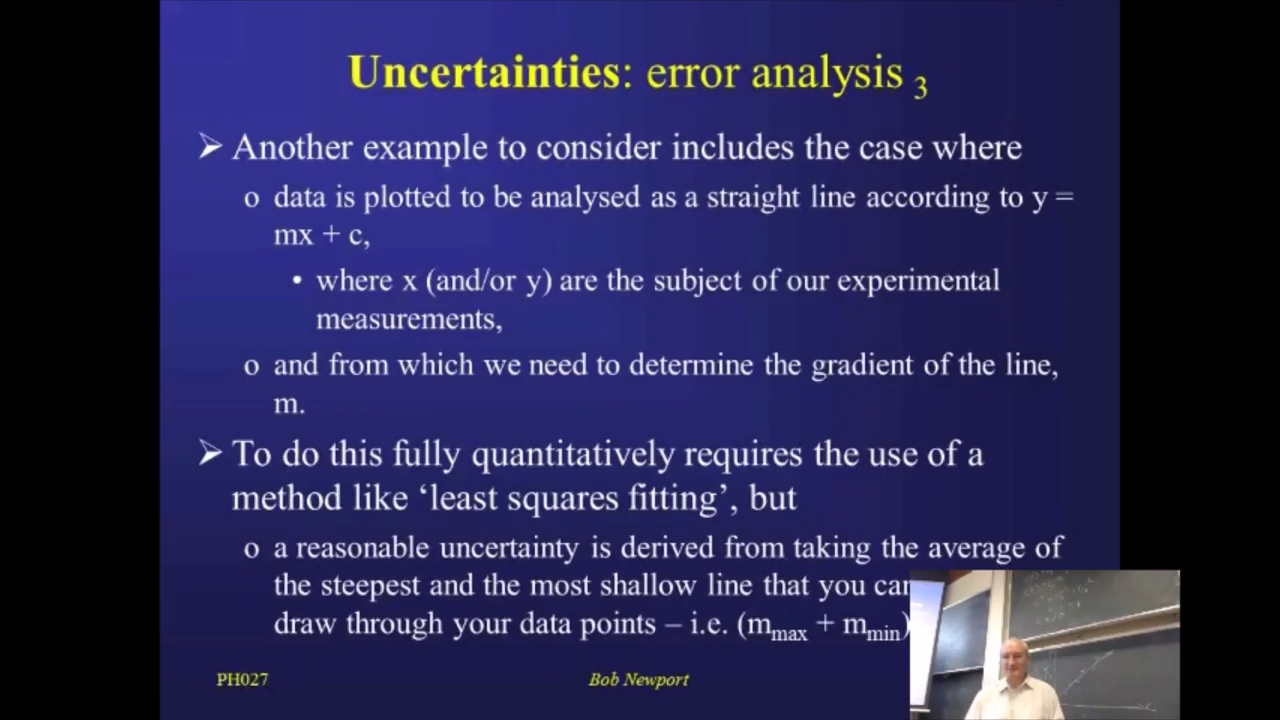 Uncertainties: error analysis 3
➢ Another example to consider includes the case where
o data is plotted to be analysed as a straight line according to y =
mx + c,
• where x (and/or y) are the subject of our experimental
measurements,
o and from which we need to determine the gradient of the line,
m.
➢ To do this fully quantitatively requires the use of a
method like ‘least squares fitting’, but
o a reasonable uncertainty is derived from taking the average of
the steepest and the most shallow line that you
draw through your data points – i.e. (mmax + mmin)
PH027
Bob Newport